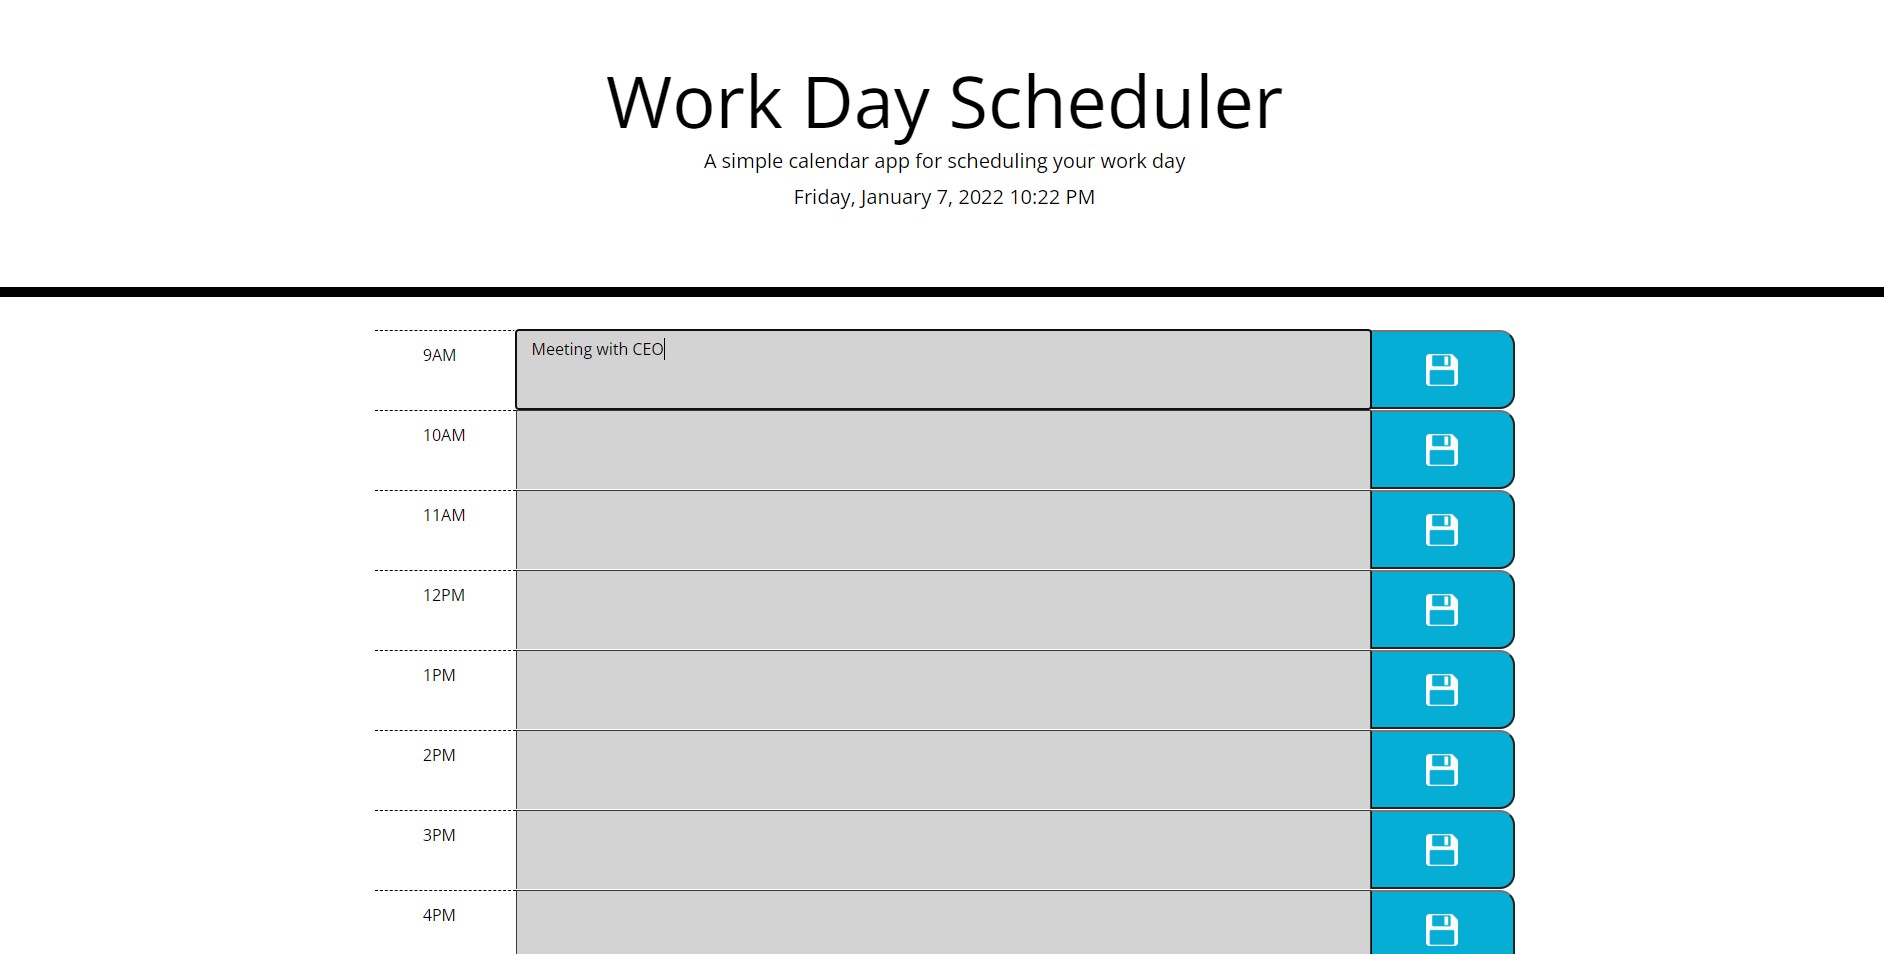 Work Day Scheduler
A simple calendar app for scheduling your work day
Friday, January 7, 2022 10:22 PM
9AM
Meeting with CEO
10AM
11AM
12PM
1PM
2PM
3PM
4PM